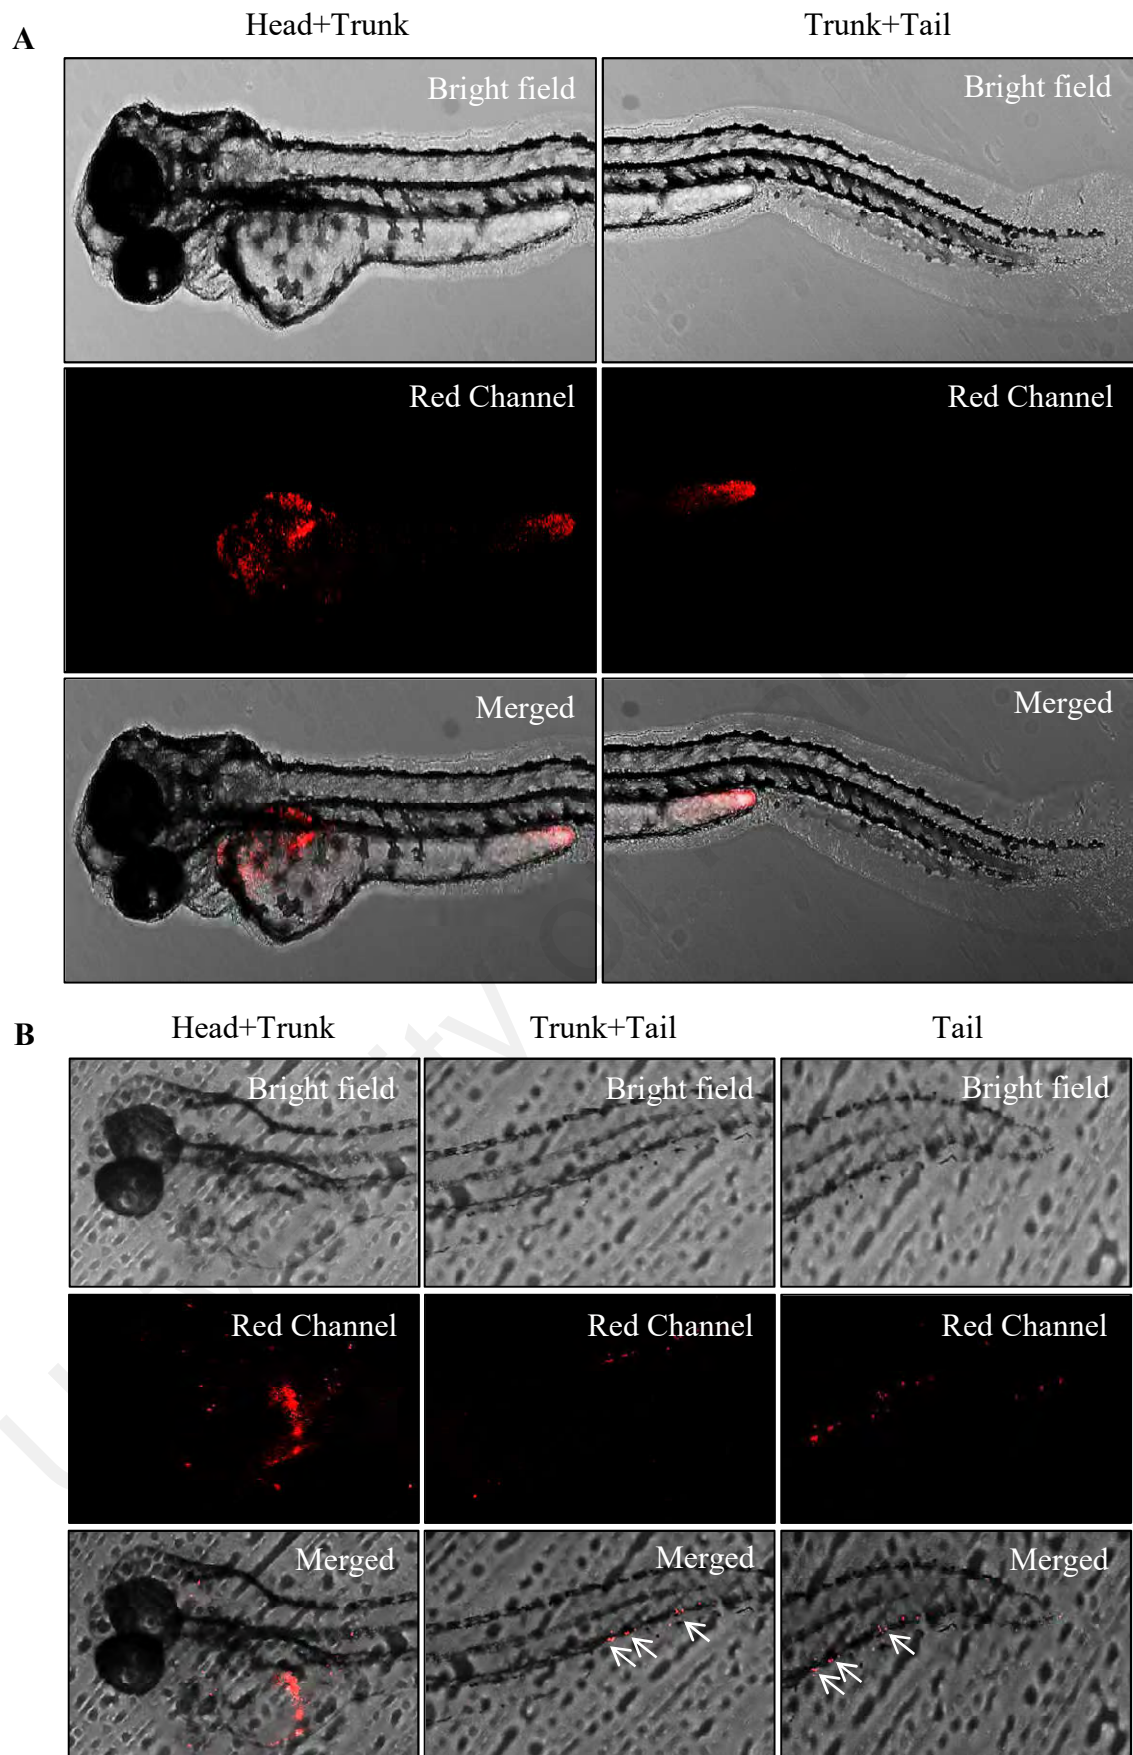 Head+Trunk
Trunk+Tail
A
Bright field
Bright field
Red Channel
Red Channel
Merged
Merged
B
Head+Trunk
Trunk+Tail
Tail
Bright field
Bright field
Bright field
Red Channel
Red Channel
Red Channel
Merged
Merged
Merged